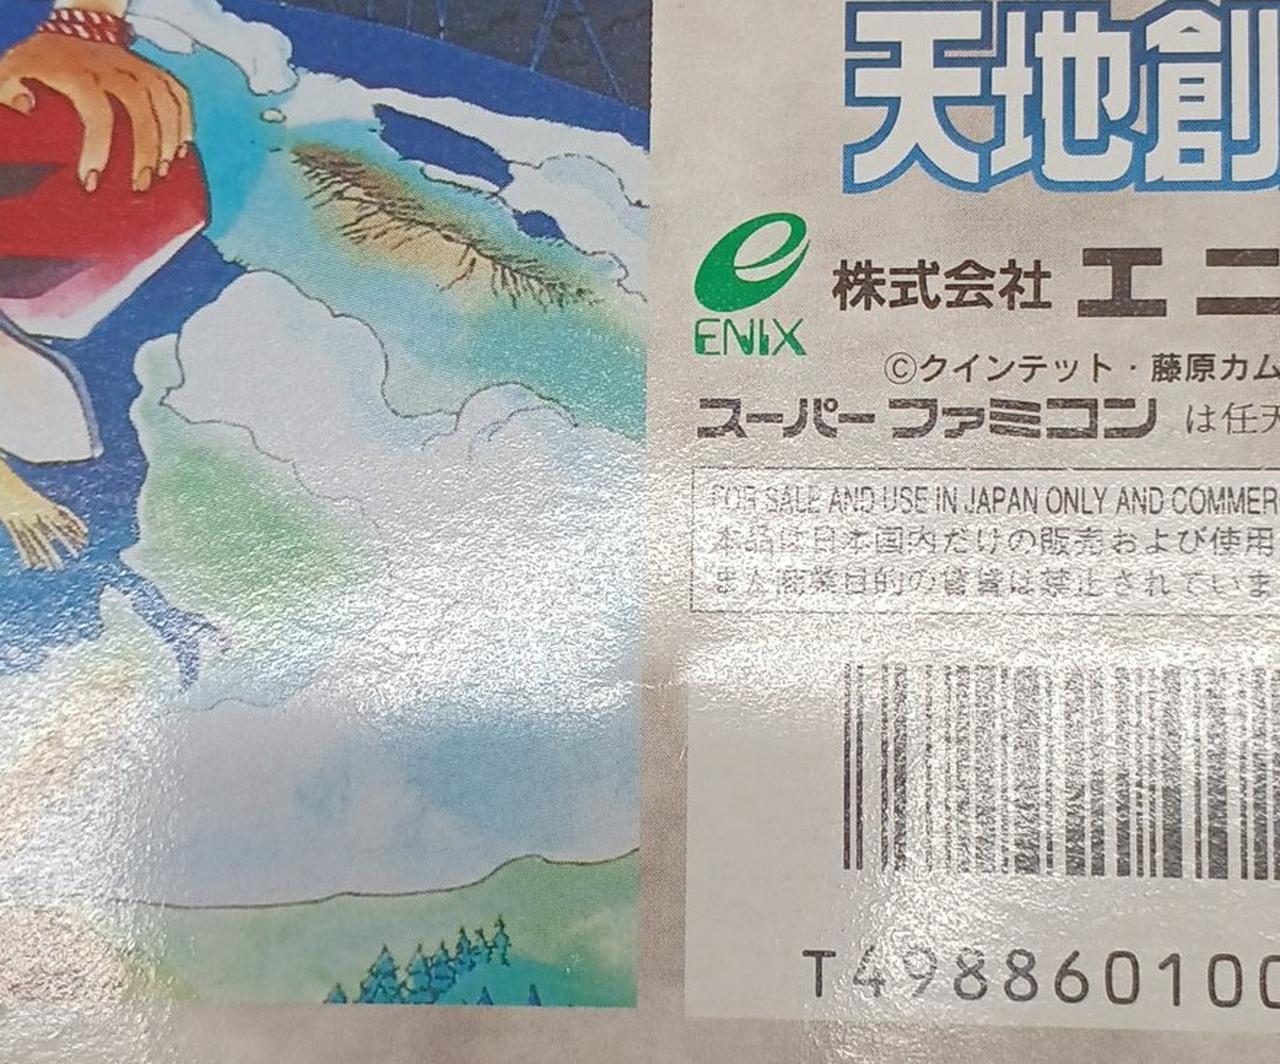 天地創
ENIX
株式会社 エニ
©クインテット・藤原カム
スーパーファミコン は任天
FOR SALE AND USE IN JAPAN ONLY AND COMMER
本品は日本国内だけの販売および使用
また商業目的の賃貸は禁止されていま
T498860100